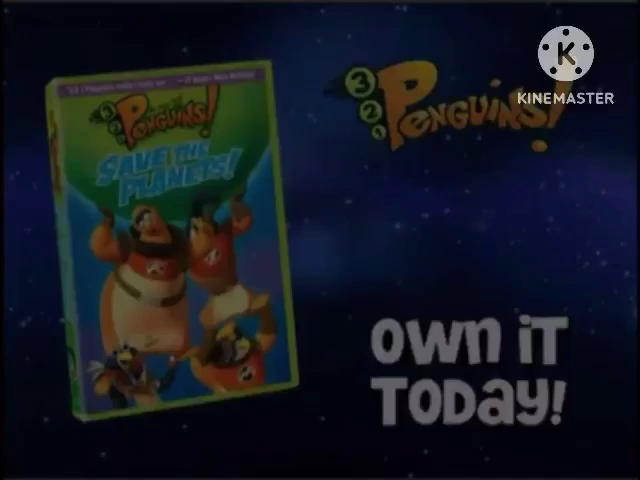 3
2
1
PENGUINS!
KINEMASTER
3
2
1
PENGUINS!
SAVE THE
PLANETS!
OWN IT
TODAY!